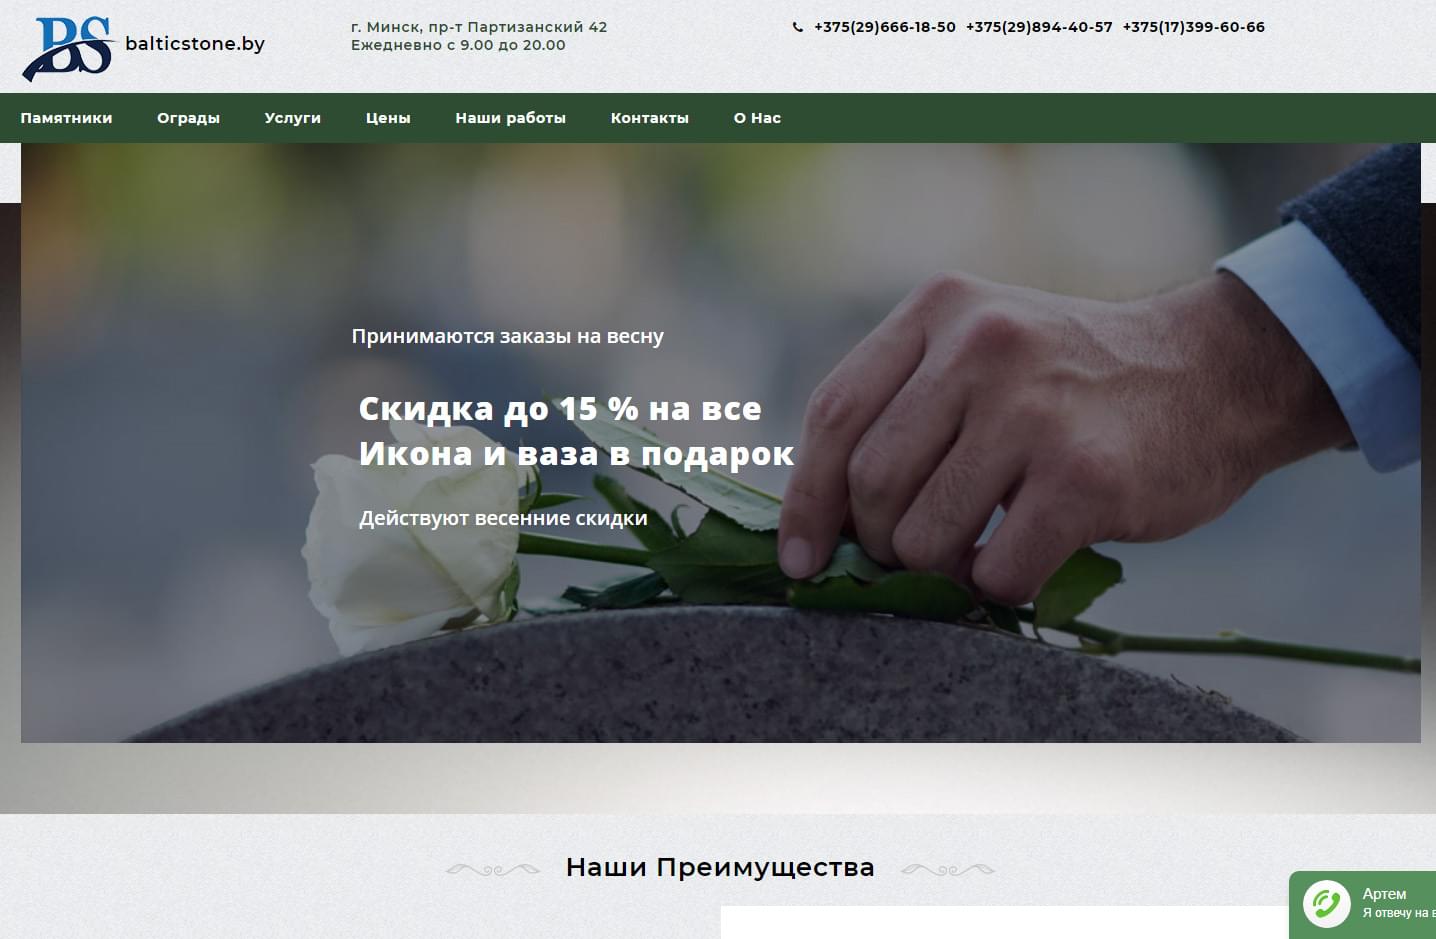 BS
balticstone.by
г. Минск, пр-т Партизанский 42
Ежедневно с 9.00 до 20.00
+375(29)666-18-50 +375(29)894-40-57 +375(17)399-60-66
Памятники Ограды Услуги Цены Наши работы Контакты О Нас
Принимаются заказы на весну
Скидка до 15 % на все
Икона и ваза в подарок
Действуют весенние скидки
Наши Преимущества
Артем
Я отвечу на в